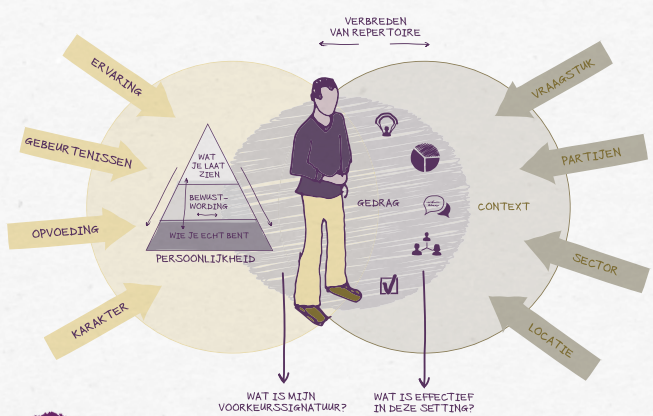 VERBREDEN
VAN REPERTOIRE
ERVARING
GEBEURTENISSEN
OPVOEDING
KARAKTER
WAT
JE LAAT
ZIEN
BEWUST-
WORDING
WIE JE ECHT BENT
PERSOONLIJKHEID
GEDRAG
CONTEXT
VRAAGSTUK
PARTIJEN
SECTOR
LOCATIE
WAT IS MIJN
VOORKEURSSIGNATUUR?
WAT IS EFFECTIEF
IN DEZE SETTING?